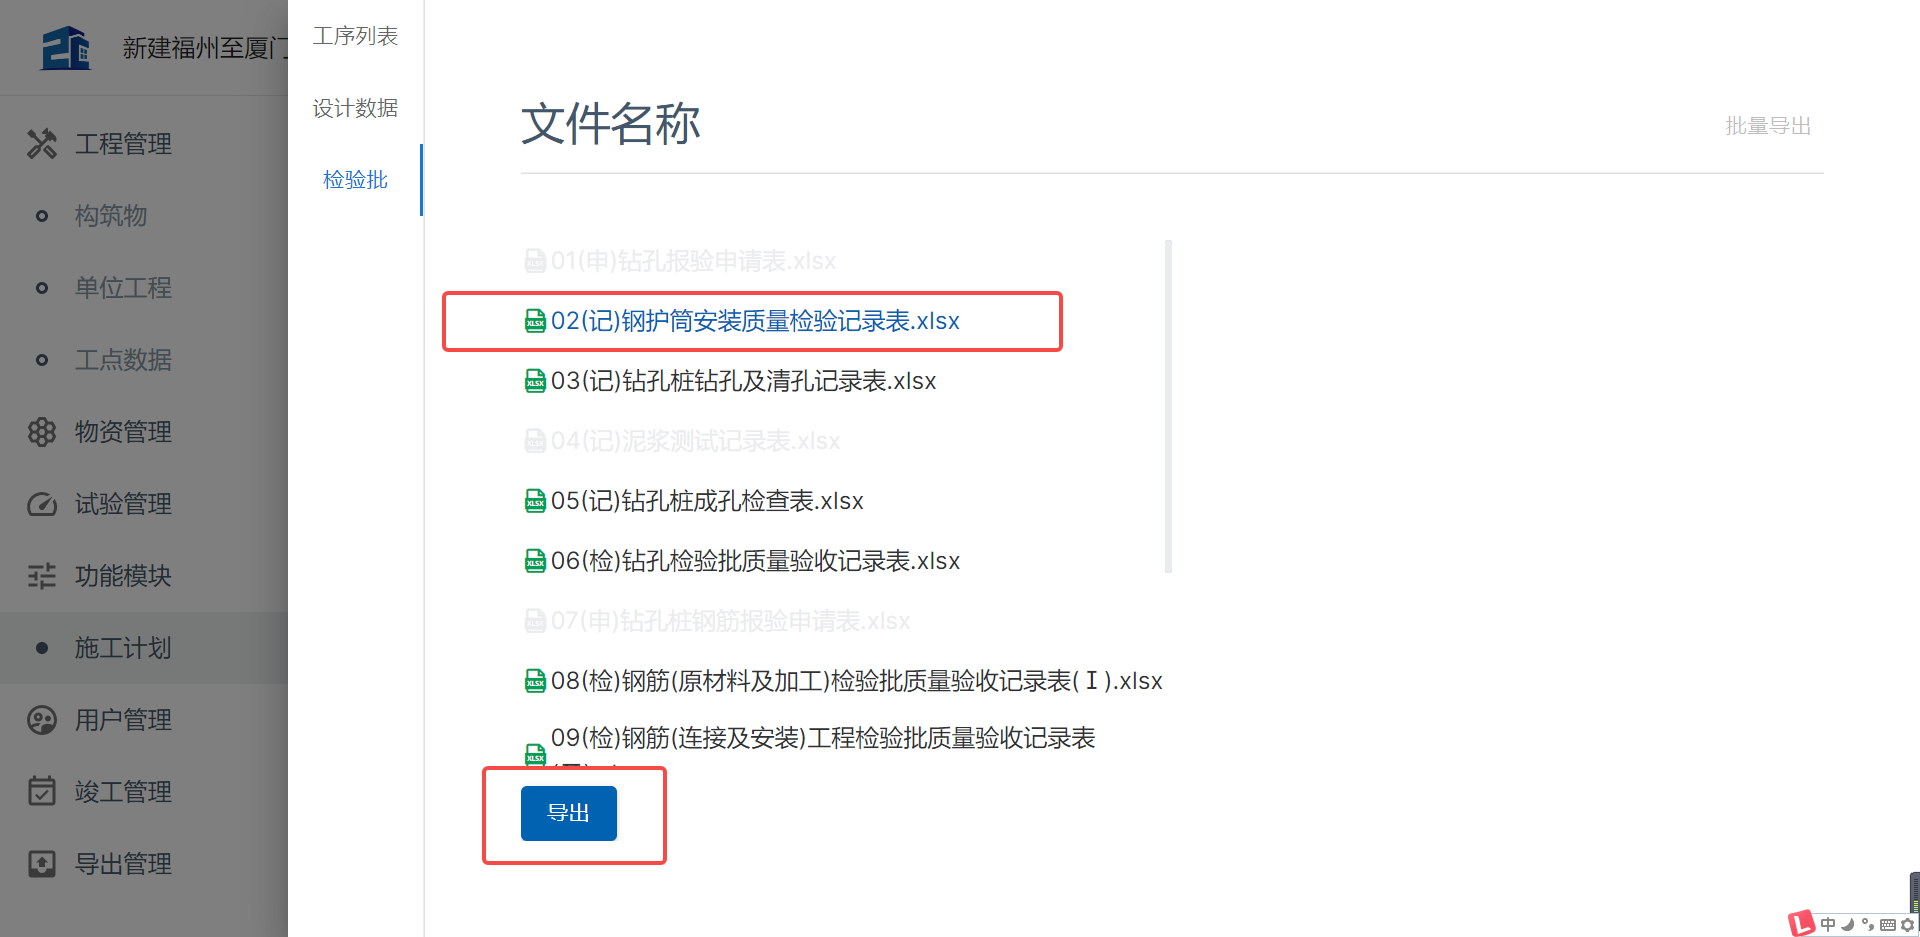 新建福州至厦门
工程管理
构筑物
单位工程
工点数据
物资管理
试验管理
功能模块
施工计划
用户管理
竣工管理
导出管理
工序列表
设计数据
检验批
文件名称
批量导出
01(申)钻孔报验申请表.xlsx
02(记)钢护筒安装质量检验记录表.xlsx
03(记)钻孔桩钻孔及清孔记录表.xlsx
04(记)泥浆测试记录表.xlsx
05(记)钻孔桩成孔检查表.xlsx
06(检)钻孔检验批质量验收记录表.xlsx
07(申)钻孔桩钢筋报验申请表.xlsx
08(检)钢筋(原材料及加工)检验批质量验收记录表(Ⅰ).xlsx
09(检)钢筋(连接及安装)工程检验批质量验收记录表
导出
中